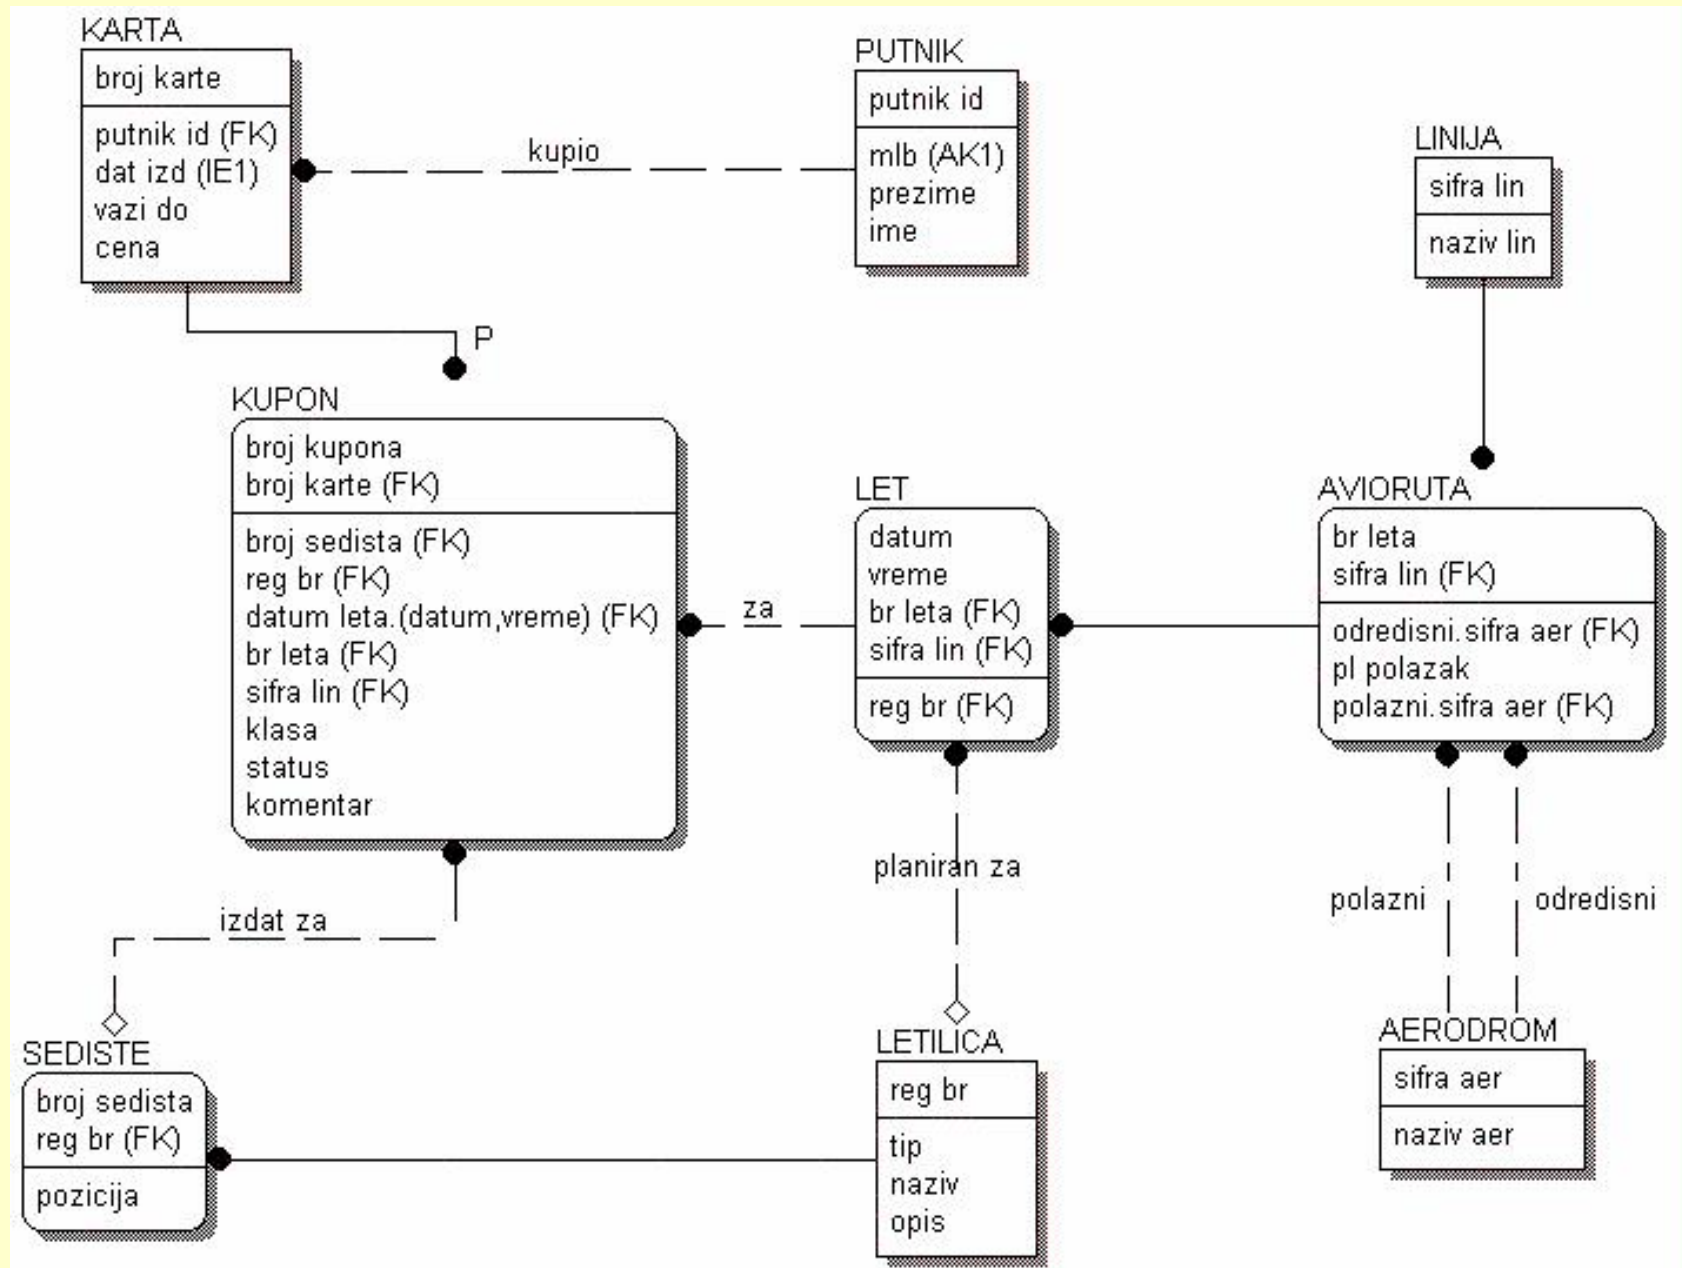 KARTA
broj karte
putnik id (FK)
dat izd (IE1)
vazi do
cena
kupio
PUTNIK
putnik id
mlb (AK1)
prezime
ime
LINIJA
sifra lin
naziv lin
P
KUPON
broj kupona
broj karte (FK)
broj sedista (FK)
reg br (FK)
datum leta.(datum,vreme) (FK)
br leta (FK)
sifra lin (FK)
klasa
status
komentar
za
LET
datum
vreme
br leta (FK)
sifra lin (FK)
reg br (FK)
AVIORUTA
br leta
sifra lin (FK)
odredisni.sifra aer (FK)
pl polazak
polazni.sifra aer (FK)
izdat za
planiran za
polazni
odredisni
SEDISTE
broj sedista
reg br (FK)
pozicija
LETILICA
reg br
tip
naziv
opis
AERODROM
sifra aer
naziv aer